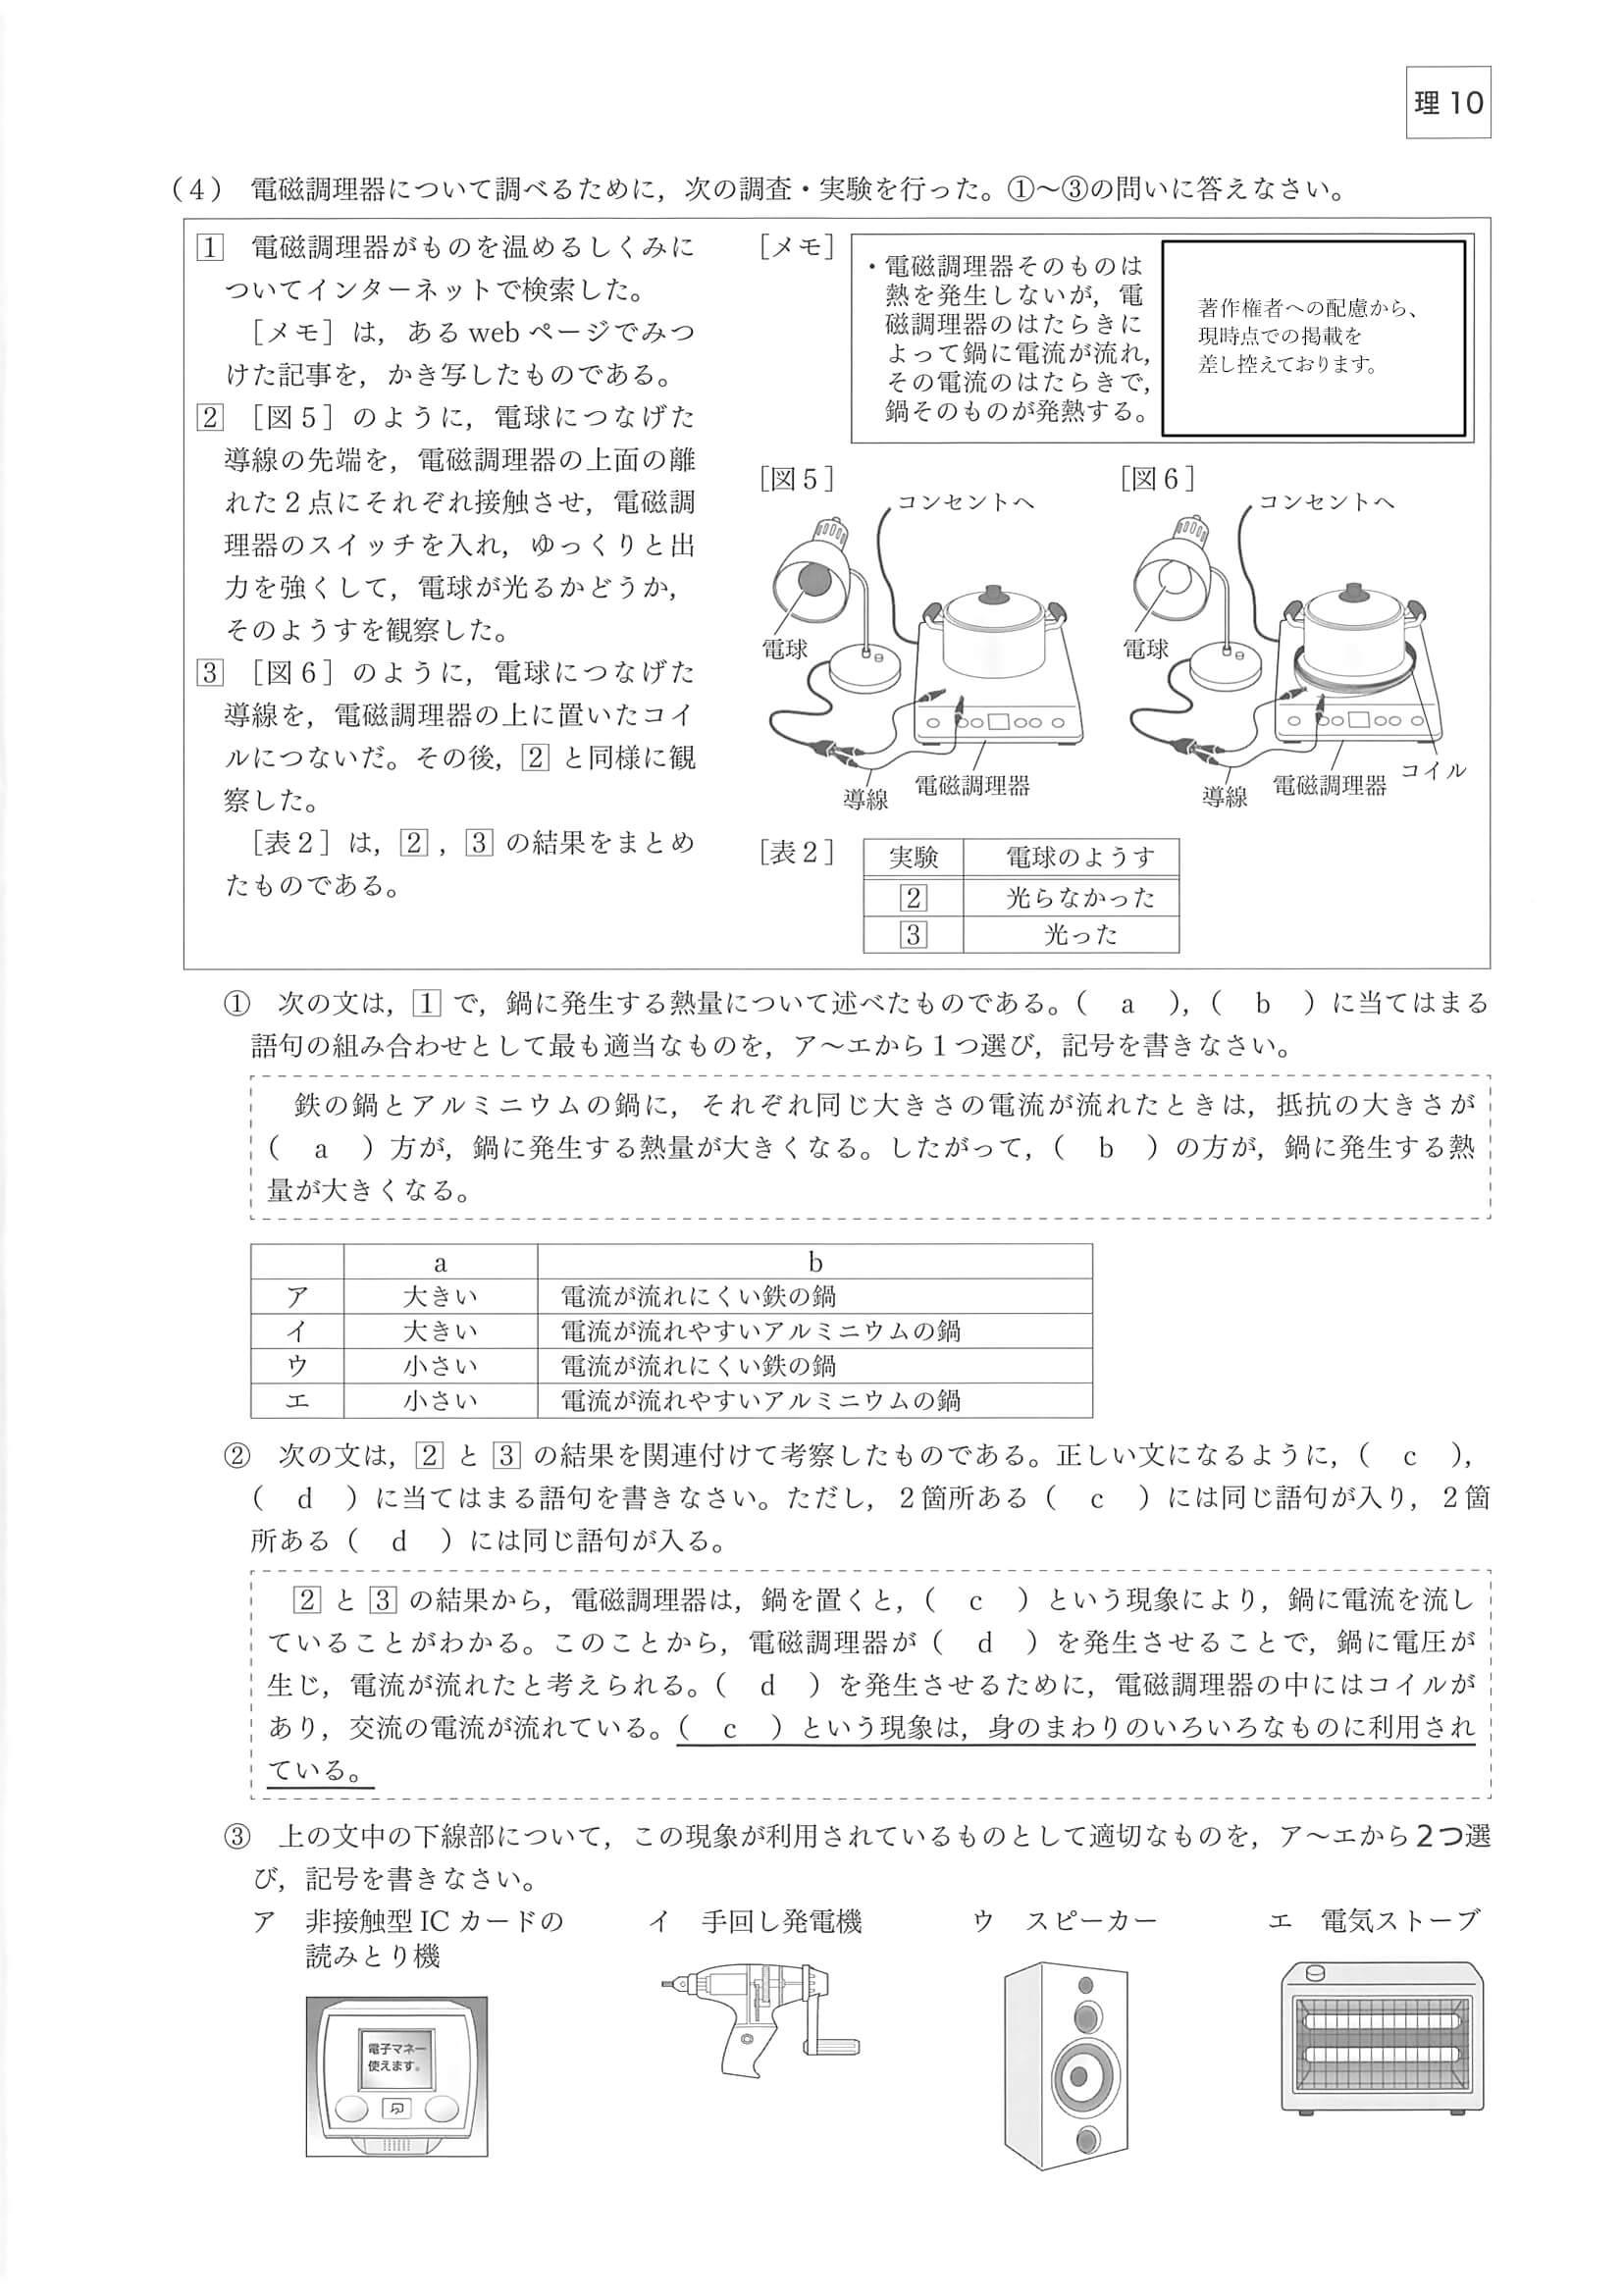 理 10
(4) 電磁調理器について調べるために，次の調査・実験を行った。①～③の問いに答えなさい。
1 電磁調理器がものを温めるしくみに
ついてインターネットで検索した。
［メモ］は，ある web ページでみつ
けた記事を，かき写したものである。
2 ［図５］のように，電球につなげた
導線の先端を，電磁調理器の上面の離
れた２点にそれぞれ接触させ，電磁調
理器のスイッチを入れ，ゆっくりと出
力を強くして，電球が光るかどうか，
そのようすを観察した。
3 ［図６］のように，電球につなげた
導線を，電磁調理器の上に置いたコイ
ルにつないだ。その後，2 と同様に観
察した。
［表２］は，2 ，3 の結果をまとめ
たものである。
［メモ］
・電磁調理器そのものは
熱を発生しないが，電
磁調理器のはたらきに
よって鍋に電流が流れ，
その電流のはたらきで，
鍋そのものが発熱する。
著作権者への配慮から、
現時点での掲載を
差し控えております。
［図５］
コンセントへ
電球
導線
電磁調理器
［図６］
コンセントへ
電球
導線
電磁調理器
コイル
［表２］
実験 電球のようす
2 光らなかった
3 光った
① 次の文は，1 で，鍋に発生する熱量について述べたものである。（ a ），（ b ）に当てはまる
語句の組み合わせとして最も適当なものを，ア～エから１つ選び，記号を書きなさい。
鉄の鍋とアルミニウムの鍋に，それぞれ同じ大きさの電流が流れたときは，抵抗の大きさが
（ a ）方が，鍋に発生する熱量が大きくなる。したがって，（ b ）の方が，鍋に発生する熱
量が大きくなる。
a b
ア 大きい 電流が流れにくい鉄の鍋
イ 大きい 電流が流れやすいアルミニウムの鍋
ウ 小さい 電流が流れにくい鉄の鍋
エ 小さい 電流が流れやすいアルミニウムの鍋
② 次の文は，2 と 3 の結果を関連付けて考察したものである。正しい文になるように，（ c ），
（ d ）に当てはまる語句を書きなさい。ただし，２箇所ある（ c ）には同じ語句が入り，２箇
所ある（ d ）には同じ語句が入る。
2 と 3 の結果から，電磁調理器は，鍋を置くと，（ c ）という現象により，鍋に電流を流し
ていることがわかる。このことから，電磁調理器が（ d ）を発生させることで，鍋に電圧が
生じ，電流が流れたと考えられる。（ d ）を発生させるために，電磁調理器の中にはコイルが
あり，交流の電流が流れている。（ c ）という現象は，身のまわりのいろいろなものに利用され
ている。
③ 上の文中の下線部について，この現象が利用されているものとして適切なものを，ア～エから２つ選
び，記号を書きなさい。
ア 非接触型 IC カードの
読みとり機
イ 手回し発電機
ウ スピーカー
エ 電気ストーブ
電子マネー
使えます。